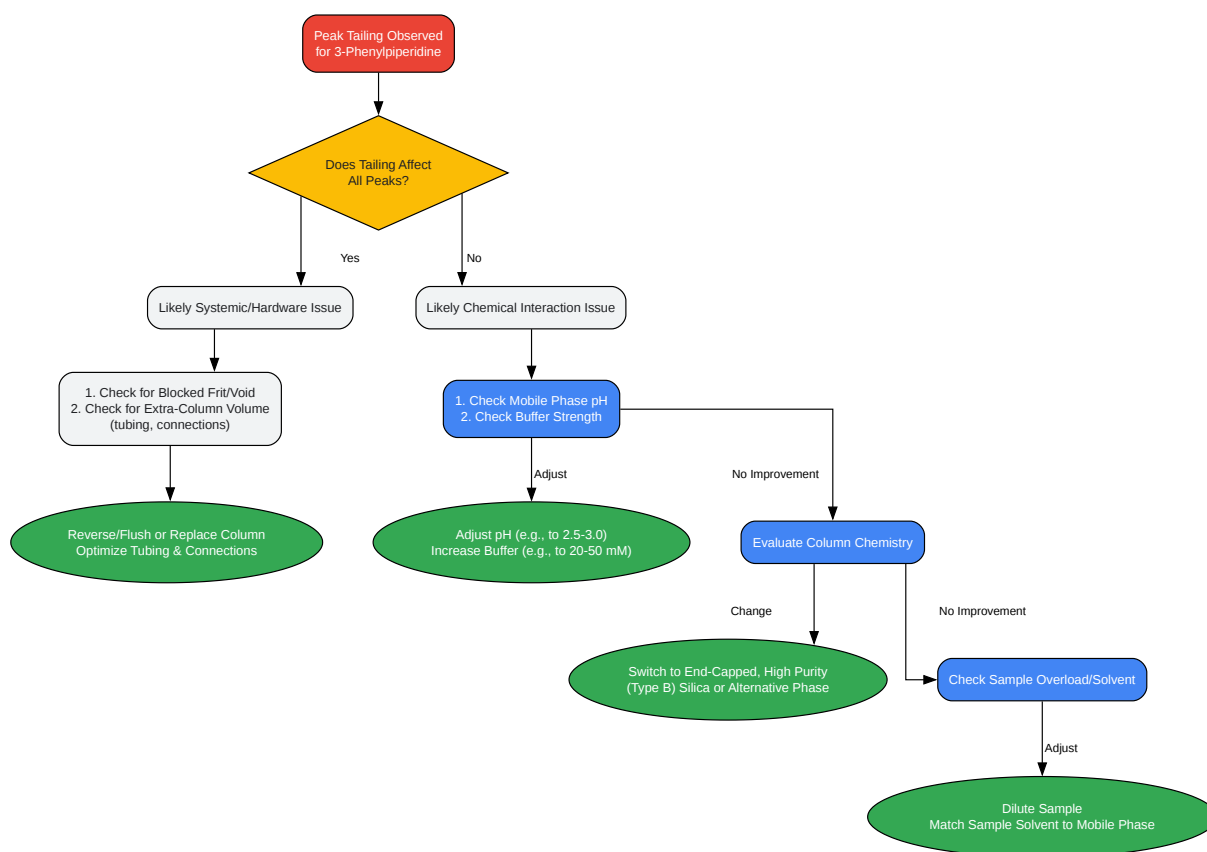 Peak Tailing Observed
for 3-Phenylpiperidine
Does Tailing Affect
All Peaks?
Yes
No
Likely Systemic/Hardware Issue
Likely Chemical Interaction Issue
1. Check for Blocked Frit/Void
2. Check for Extra-Column Volume
(tubing, connections)
1. Check Mobile Phase pH
2. Check Buffer Strength
Adjust
No Improvement
Reverse/Flush or Replace Column
Optimize Tubing & Connections
Adjust pH (e.g., to 2.5-3.0)
Increase Buffer (e.g., to 20-50 mM)
Evaluate Column Chemistry
Change
No Improvement
Switch to End-Capped, High Purity
(Type B) Silica or Alternative Phase
Check Sample Overload/Solvent
Adjust
Dilute Sample
Match Sample Solvent to Mobile Phase